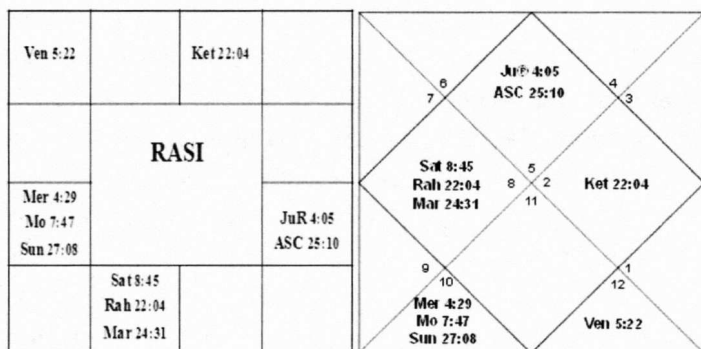 Ven 5:22
Ket 22:04
RASI
Mer 4:29
Mo 7:47
Sun 27:08
JuR 4:05
ASC 25:10
Sat 8:45
Rah 22:04
Mar 24:31
Ju℞ 4:05
ASC 25:10
6
7
4
3
Sat 8:45
Rah 22:04
Mar 24:31
5
8 2
11
Ket 22:04
9
10
1
12
Mer 4:29
Mo 7:47
Sun 27:08
Ven 5:22